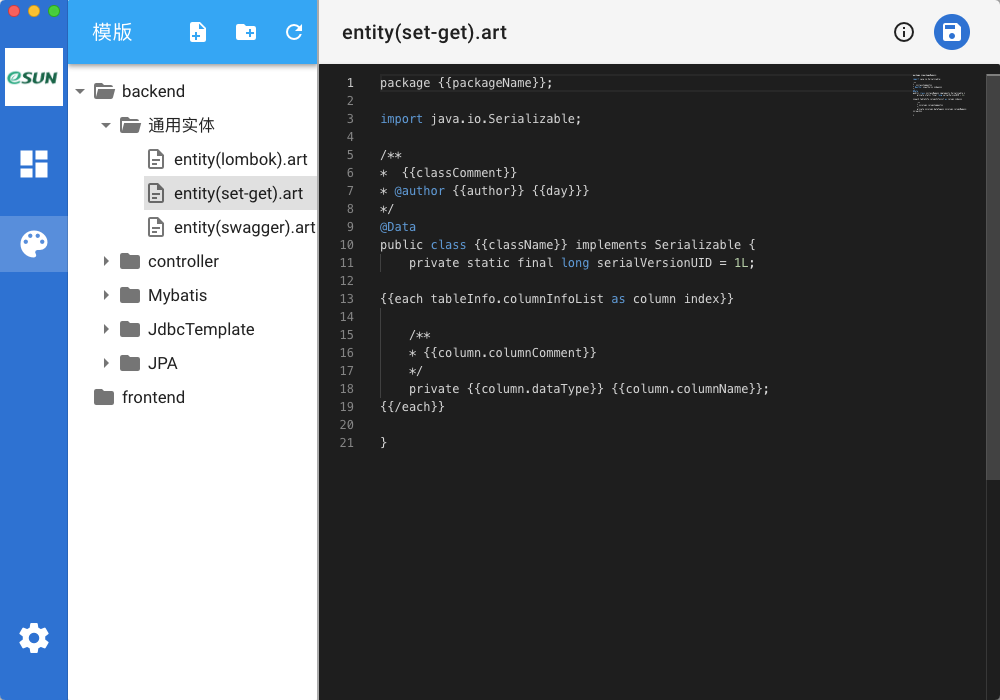 模版
entity(set-get).art
eSUN
backend
通用实体
entity(lombok).art
entity(set-get).art
entity(swagger).art
controller
Mybatis
JdbcTemplate
JPA
frontend
1 package {{packageName}};
2
3 import java.io.Serializable;
4
5 /**
6 *  {{classComment}}
7 * @author {{author}} {{day}}}
8 */
9 @Data
10 public class {{className}} implements Serializable {
11     private static final long serialVersionUID = 1L;
12
13 {{each tableInfo.columnInfoList as column index}}
14
15     /**
16     * {{column.columnComment}}
17     */
18     private {{column.dataType}} {{column.columnName}};
19 {{/each}}
20
21 }